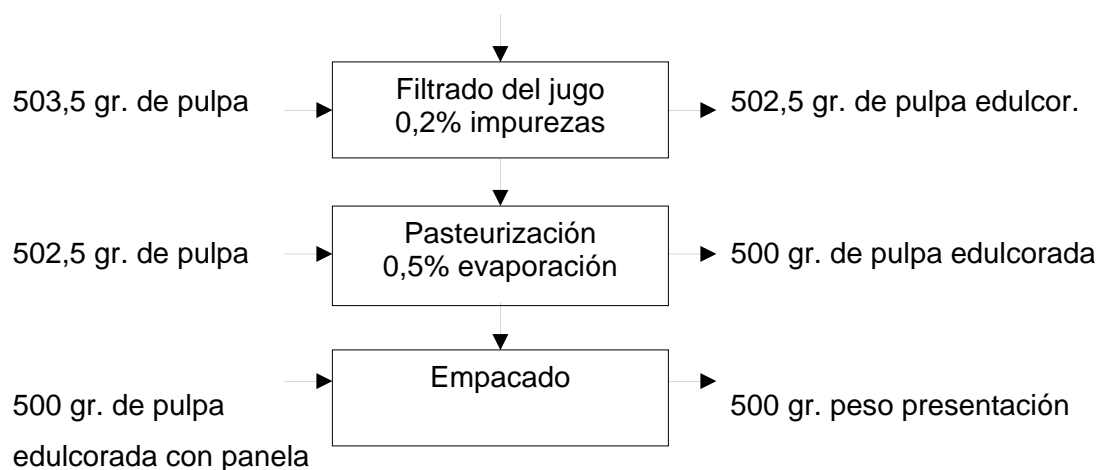 503,5 gr. de pulpa
Filtrado del jugo
0,2% impurezas
502,5 gr. de pulpa edulcor.
502,5 gr. de pulpa
Pasteurización
0,5% evaporación
500 gr. de pulpa edulcorada
500 gr. de pulpa
edulcorada con panela
Empacado
500 gr. peso presentación